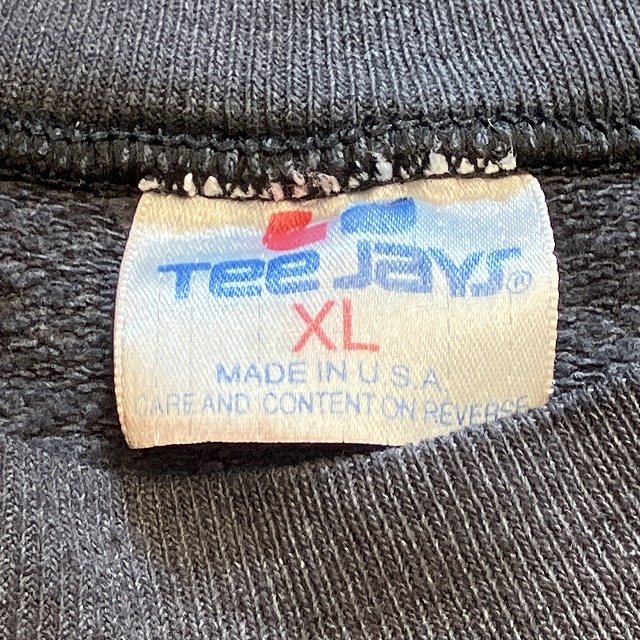 Tee Jays®
XL
MADE IN U.S.A.
CARE AND CONTENT ON REVERSE